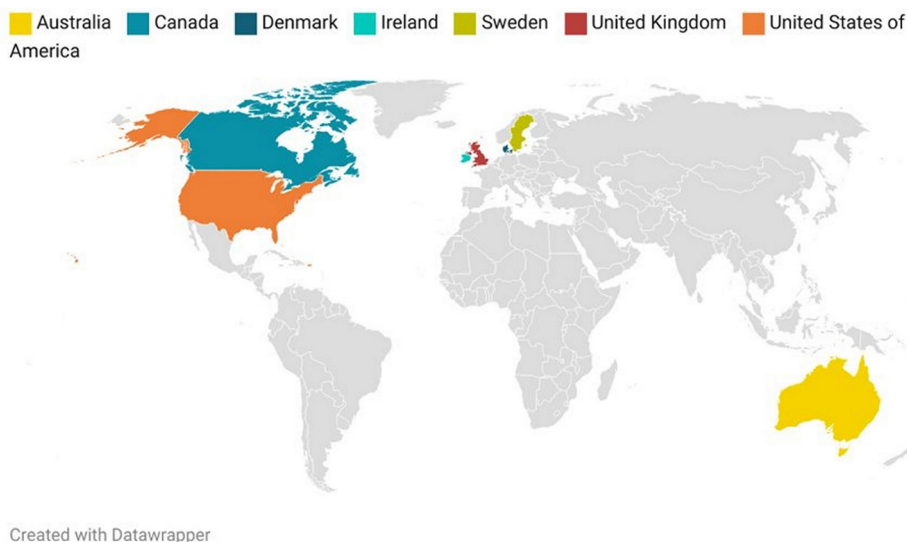 Australia Canada Denmark Ireland Sweden United Kingdom United States of
America
Created with Datawrapper